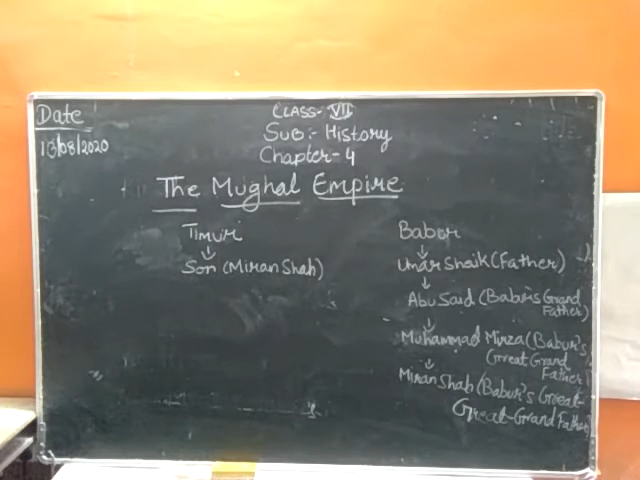 Date
13/08/2020
CLASS- VII
Sub:- History
Chapter-4
The Mughal Empire
Timur
↓
Son (Miran Shah)
Babur
↓
Umar Shaik (Father)
↓
Abu Said (Babur's Grand
Father)
↓
Muhammad Mirza (Babur's
Great Grand
Father)
↓
Miran Shah (Babur's Great-
Great-Grand Father)